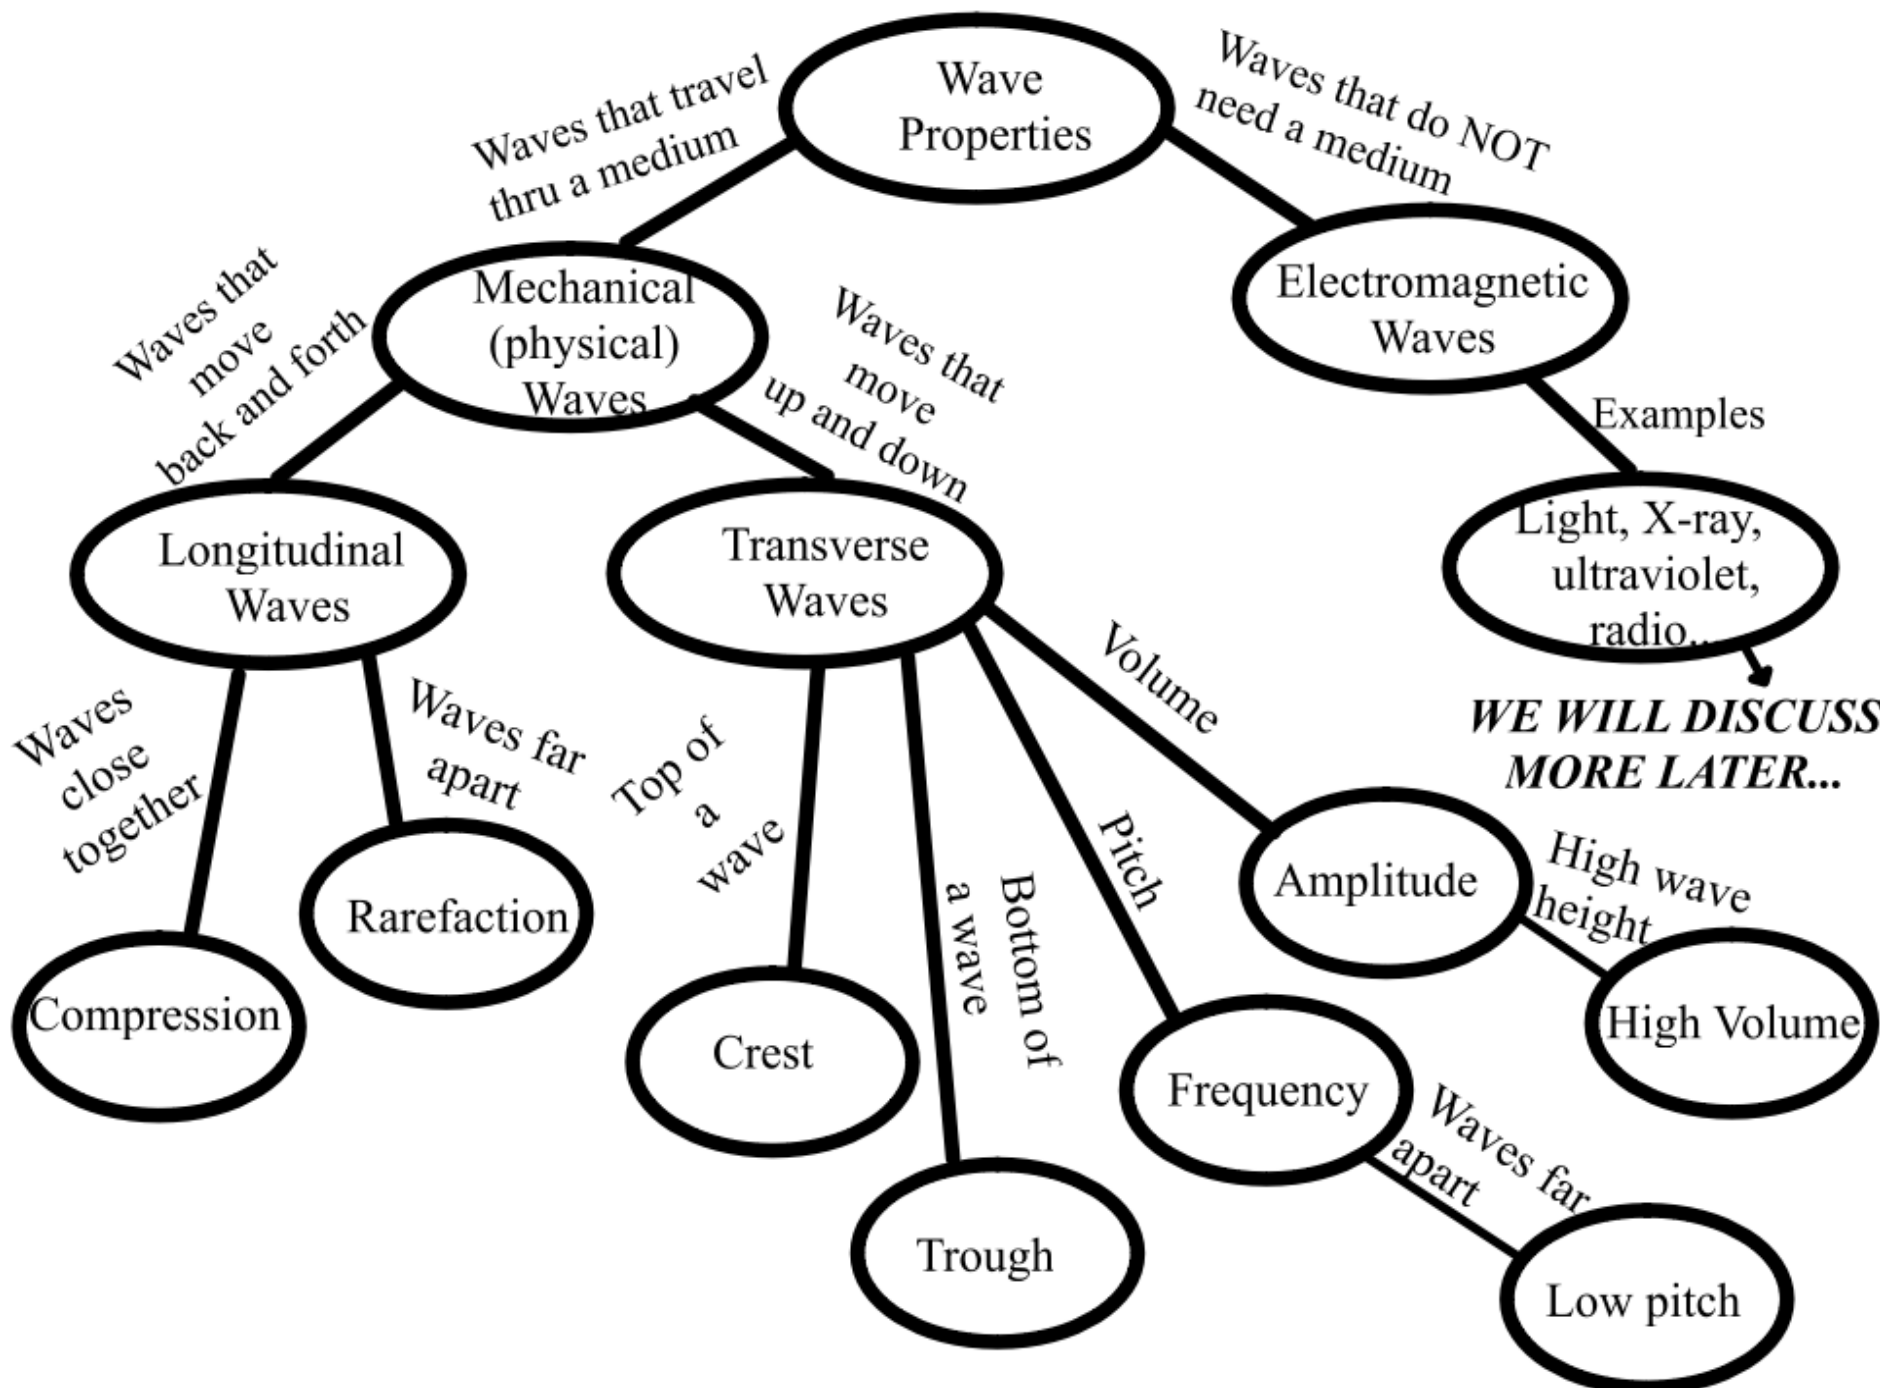 Wave
Properties
Waves that travel
thru a medium
Waves that do NOT
need a medium
Mechanical
(physical)
Waves
Electromagnetic
Waves
Waves that
move
back and forth
Waves that
move
up and down
Examples
Longitudinal
Waves
Transverse
Waves
Light, X-ray,
ultraviolet,
radio...
WE WILL DISCUSS
MORE LATER...
Waves
close
together
Waves far
apart
Top of
a
wave
Bottom of
a wave
Pitch
Volume
Compression
Rarefaction
Crest
Trough
Frequency
Amplitude
High wave
height
High Volume
Waves far
apart
Low pitch